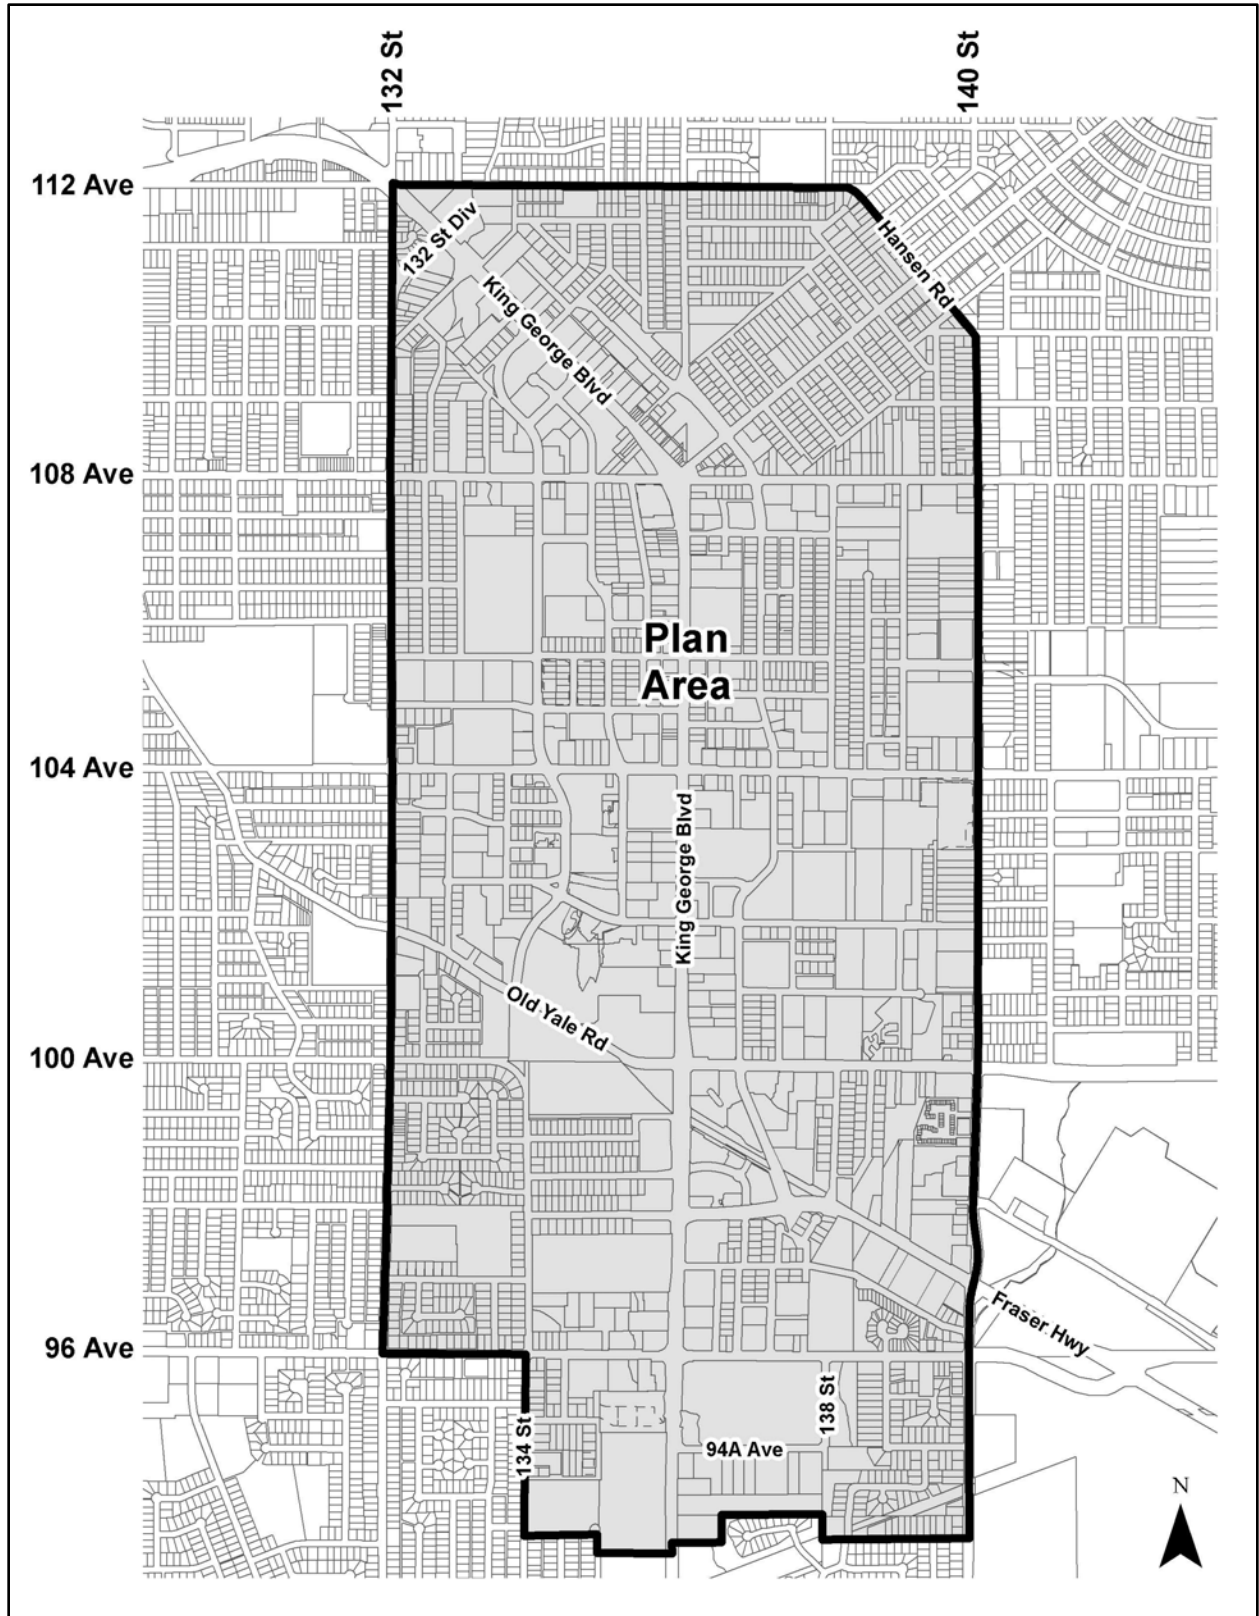 132 St
140 St
112 Ave
132 St Div
Hansen Rd
King George Blvd
108 Ave
Plan
Area
104 Ave
King George Blvd
Old Yale Rd
100 Ave
Fraser Hwy
96 Ave
138 St
134 St
94A Ave
N